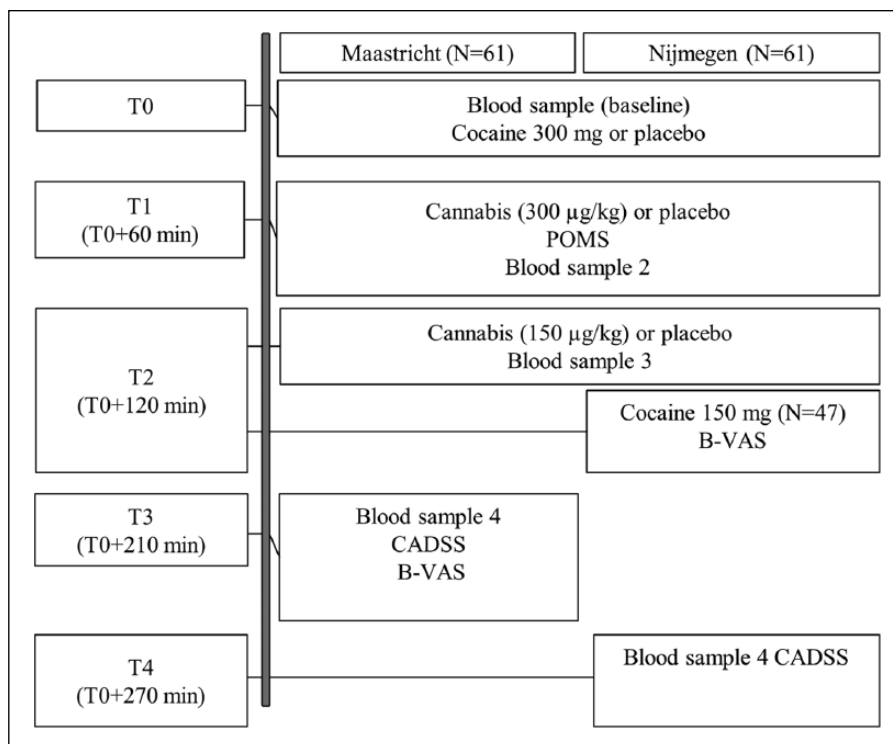 Maastricht (N=61)
Nijmegen (N=61)
T0
Blood sample (baseline)
Cocaine 300 mg or placebo
T1
(T0+60 min)
Cannabis (300 µg/kg) or placebo
POMS
Blood sample 2
T2
(T0+120 min)
Cannabis (150 µg/kg) or placebo
Blood sample 3
Cocaine 150 mg (N=47)
B-VAS
T3
(T0+210 min)
Blood sample 4
CADSS
B-VAS
T4
(T0+270 min)
Blood sample 4 CADSS